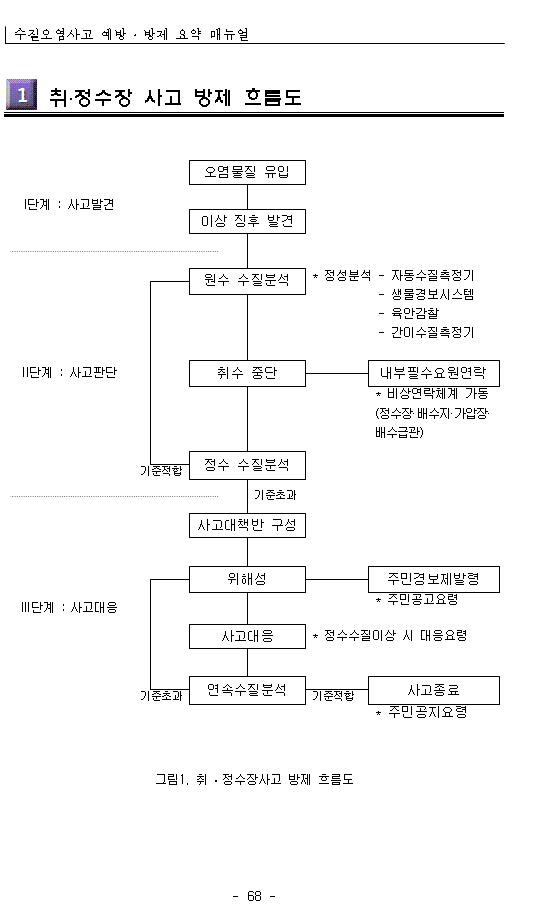 수질오염사고 예방ㆍ방제 요약 매뉴얼
1 취·정수장 사고 방제 흐름도
오염물질 유입
I단계 : 사고발견
이상 징후 발견
원수 수질분석
* 정성분석 - 자동수질측정기
- 생물경보시스템
- 육안감찰
- 간이수질측정기
II단계 : 사고판단
취수 중단
내부필수요원연락
* 비상연락체계 가동
(정수장·배수지·가압장·
배수급관)
정수 수질분석
기준적합
기준초과
사고대책반 구성
위해성
주민경보제발령
* 주민공고요령
III단계 : 사고대응
사고대응
* 정수수질이상 시 대응요령
기준초과
연속수질분석
기준적합
사고종료
* 주민공지요령
그림1. 취ㆍ정수장사고 방제 흐름도
- 68 -